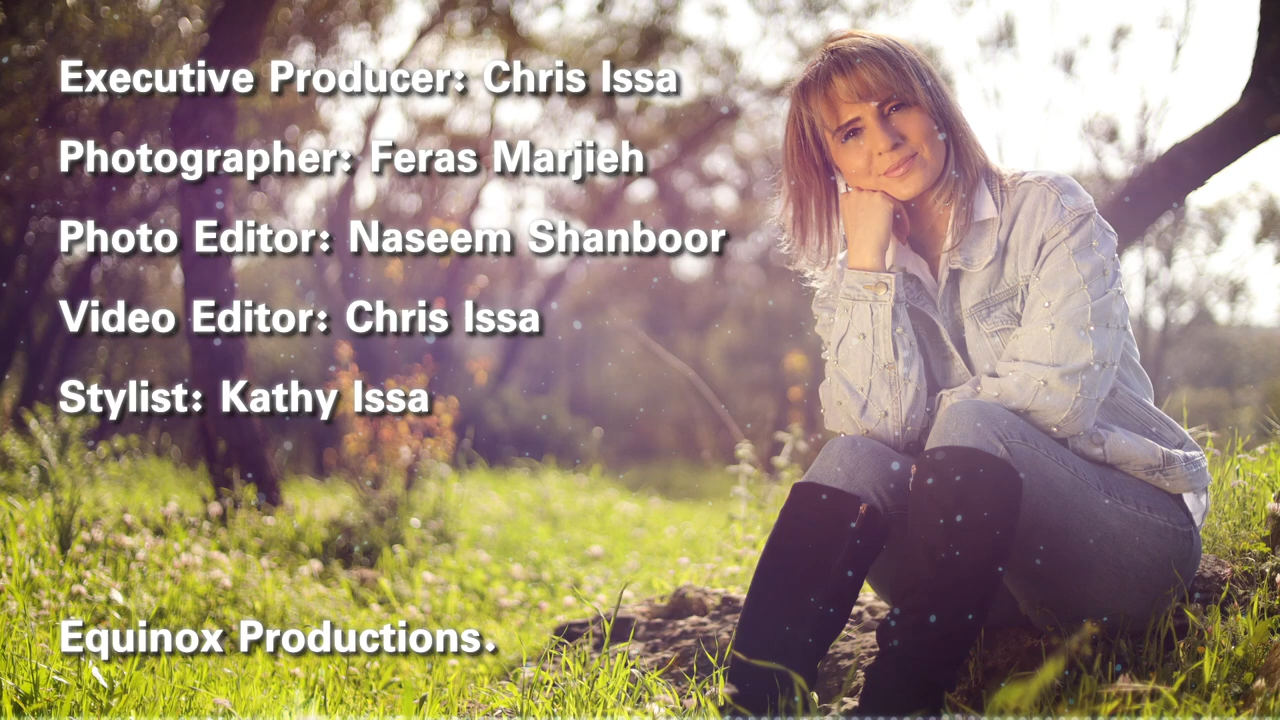 Executive Producer: Chris Issa
Photographer: Feras Marjieh
Photo Editor: Naseem Shanboor
Video Editor: Chris Issa
Stylist: Kathy Issa
Equinox Productions.